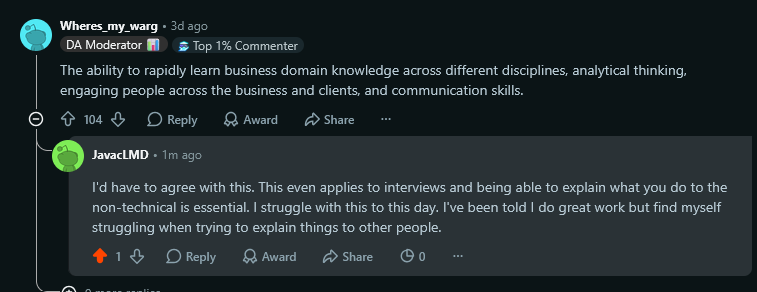 Wheres_my_warg • 3d ago
DA Moderator Top 1% Commenter
The ability to rapidly learn business domain knowledge across different disciplines, analytical thinking,
engaging people across the business and clients, and communication skills.
104 Reply Award Share ...
JavacLMD • 1m ago
I'd have to agree with this. This even applies to interviews and being able to explain what you do to the
non-technical is essential. I struggle with this to this day. I've been told I do great work but find myself
struggling when trying to explain things to other people.
1 Reply Award Share 0 ...
more replies